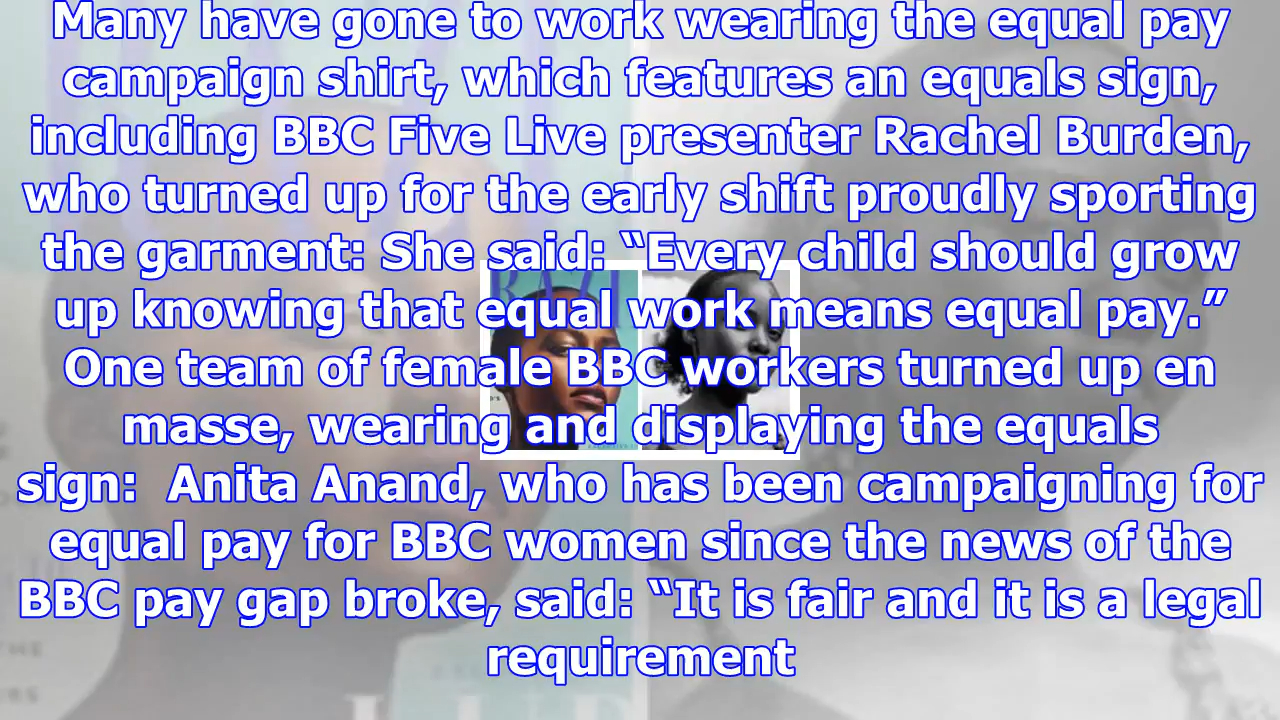 Many have gone to work wearing the equal pay
campaign shirt, which features an equals sign,
including BBC Five Live presenter Rachel Burden,
who turned up for the early shift proudly sporting
the garment: She said: “Every child should grow
up knowing that equal work means equal pay.”
One team of female BBC workers turned up en
masse, wearing and displaying the equals
sign:  Anita Anand, who has been campaigning for
equal pay for BBC women since the news of the
BBC pay gap broke, said: “It is fair and it is a legal
requirement